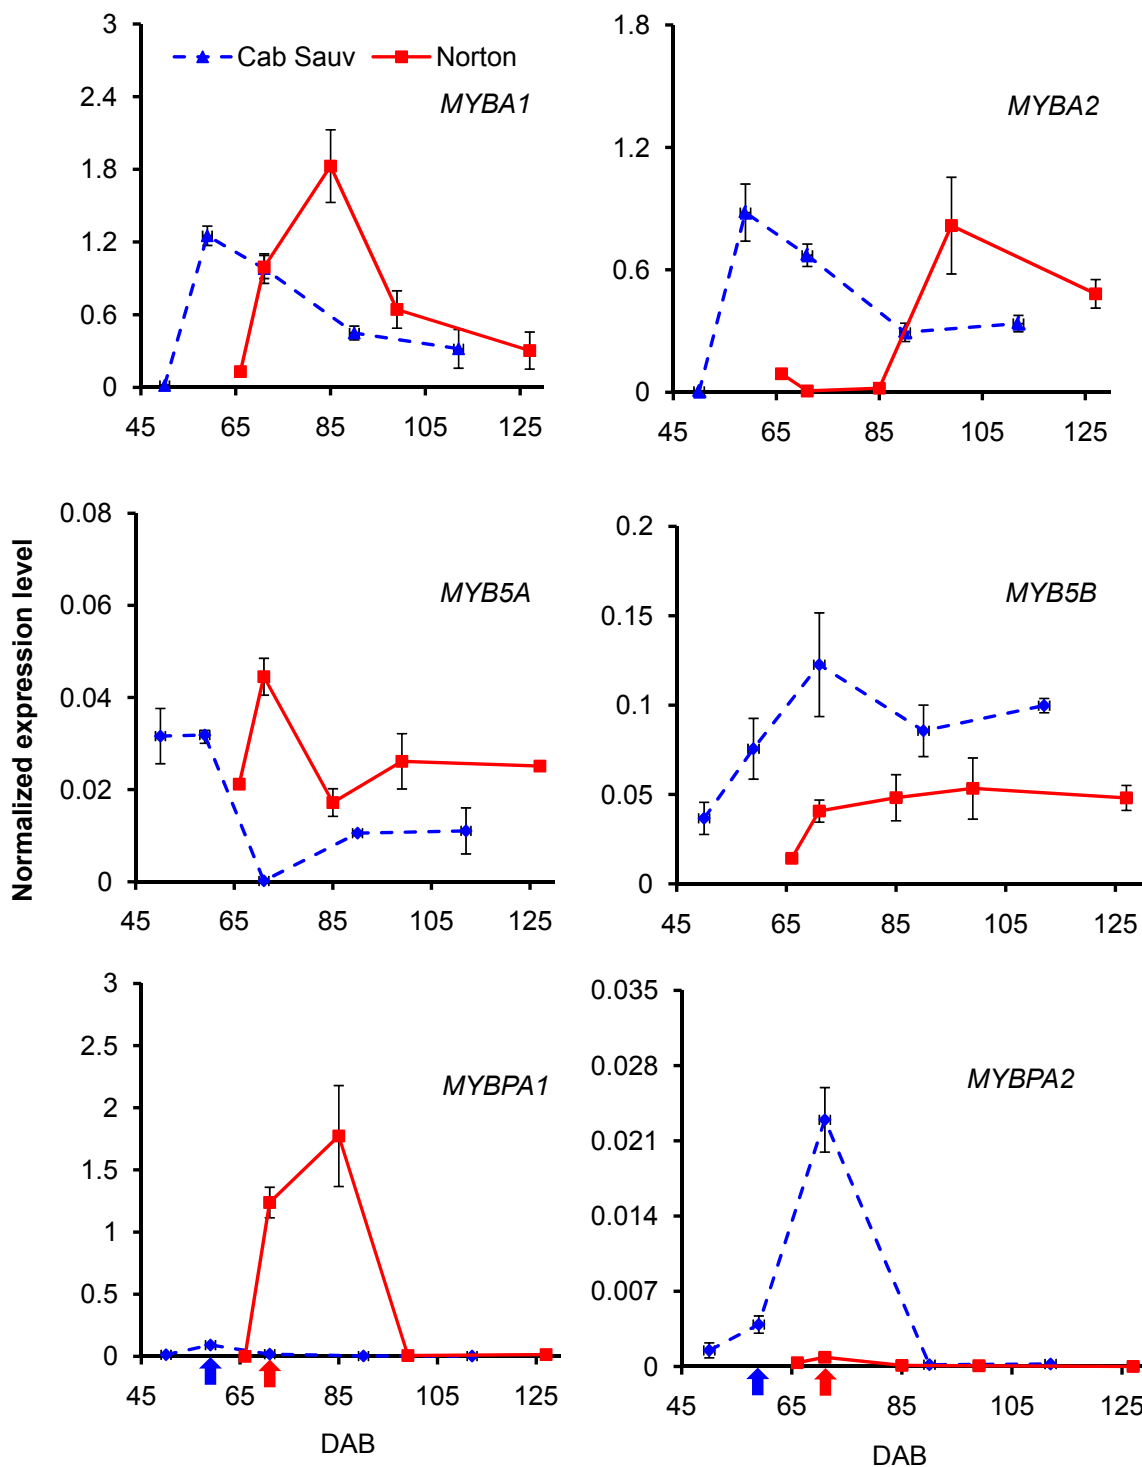 Cab Sauv Norton
MYBA1
3
2.4
1.8
1.2
0.6
0
45 65 85 105 125
MYBA2
1.8
1.2
0.6
0
45 65 85 105 125
Normalized expression level
MYB5A
0.08
0.06
0.04
0.02
0
45 65 85 105 125
MYB5B
0.2
0.15
0.1
0.05
0
45 65 85 105 125
MYBPA1
3
2.5
2
1.5
1
0.5
0
45 65 85 105 125
DAB
MYBPA2
0.035
0.028
0.021
0.014
0.007
0
45 65 85 105 125
DAB